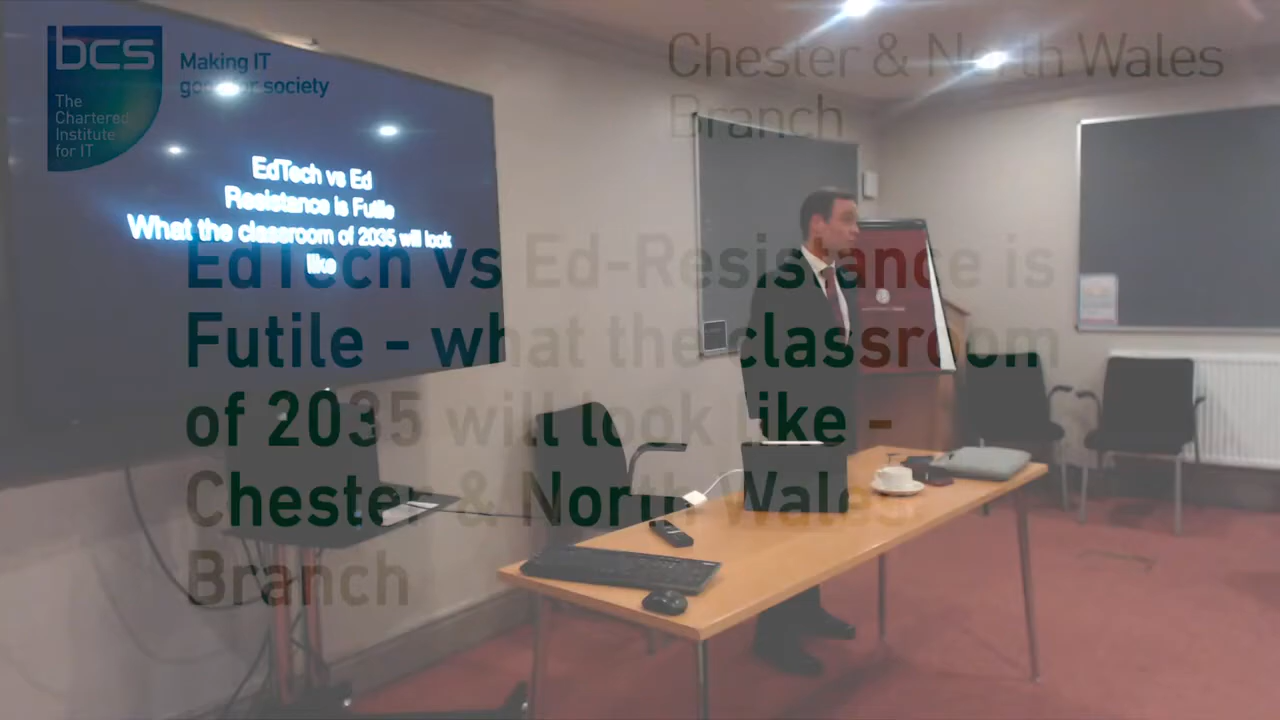 bcs
The
Chartered
Institute
for IT
Making IT
good for society
Chester & North Wales
Branch
EdTech vs Ed
Resistance is Futile
What the classroom of 2035 will look
like
EdTech vs Ed-Resistance is
Futile - what the classroom
of 2035 will look like -
Chester & North Wales
Branch